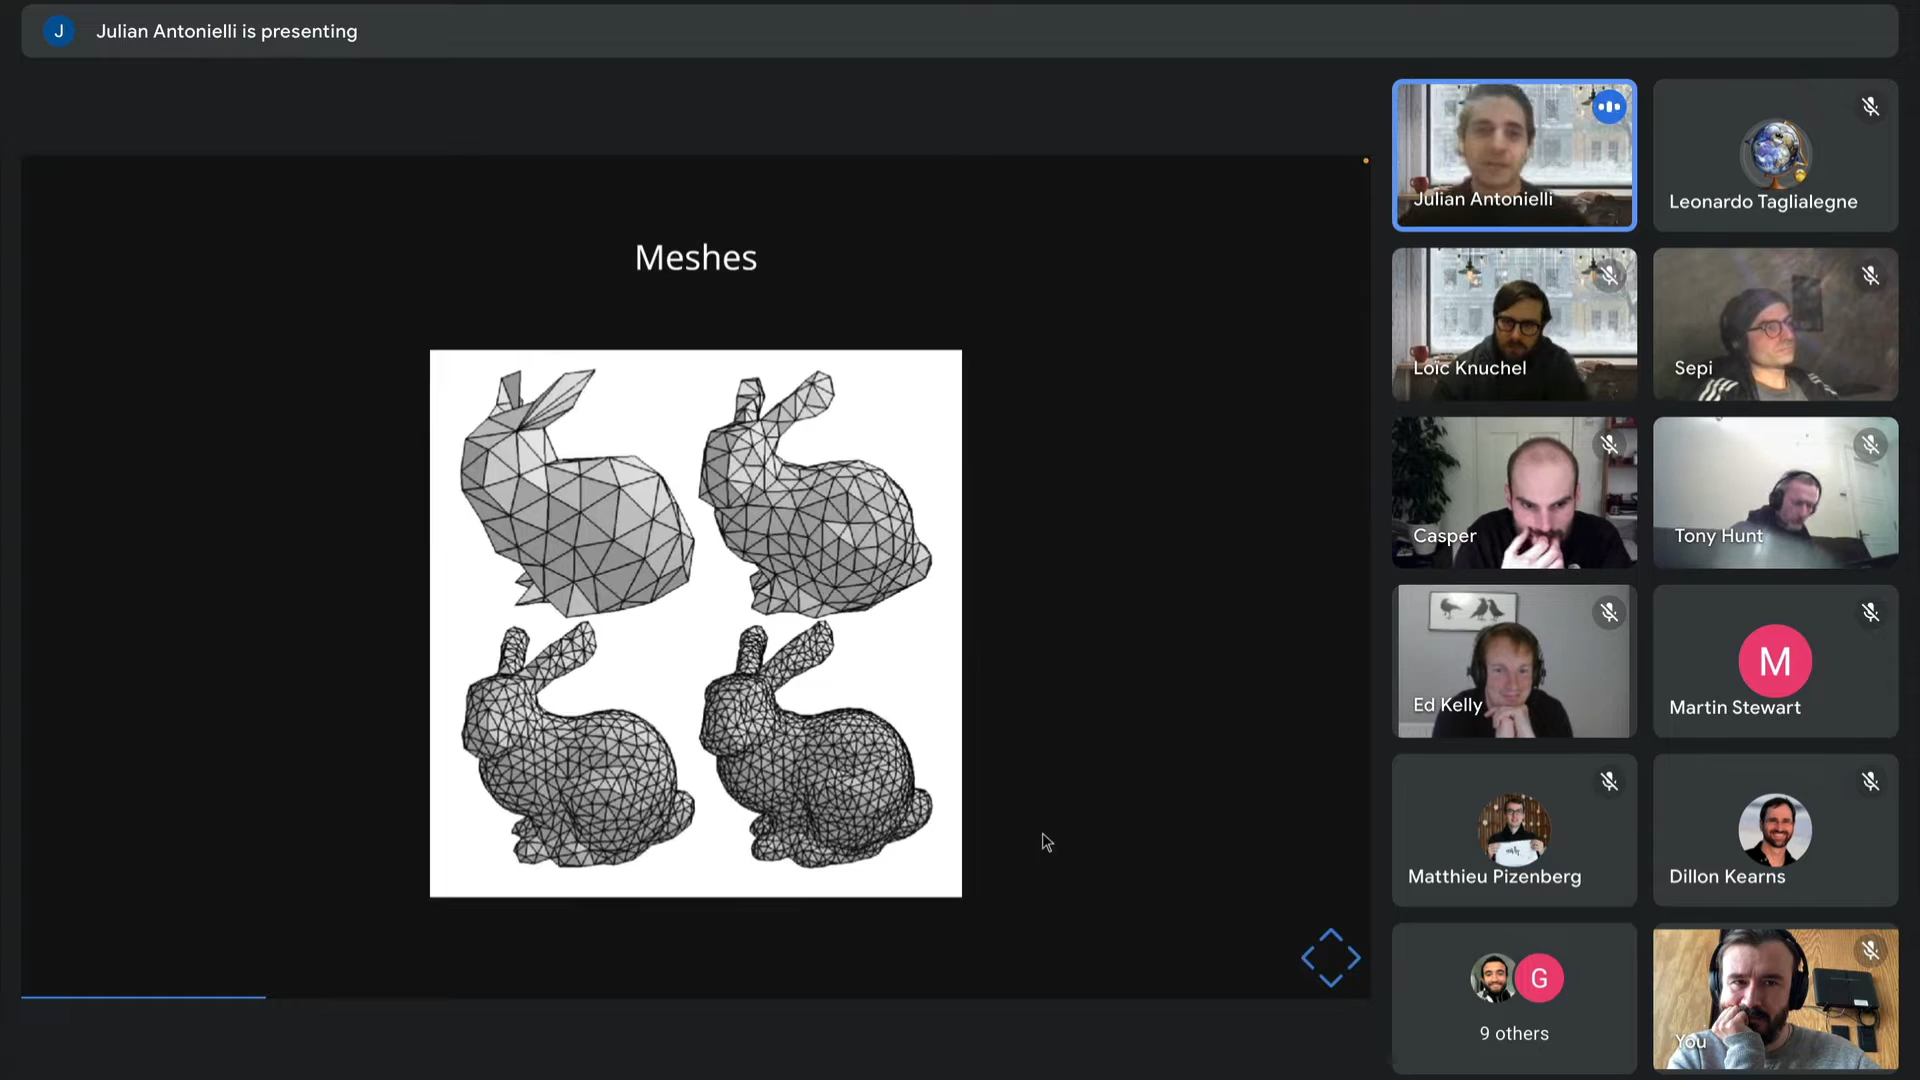 J
Julian Antonielli is presenting
Meshes
Julian Antonielli
Leonardo Taglialegne
Loïc Knuchel
Sepi
Casper
Tony Hunt
Ed Kelly
M
Martin Stewart
Matthieu Pizenberg
Dillon Kearns
G
9 others
You